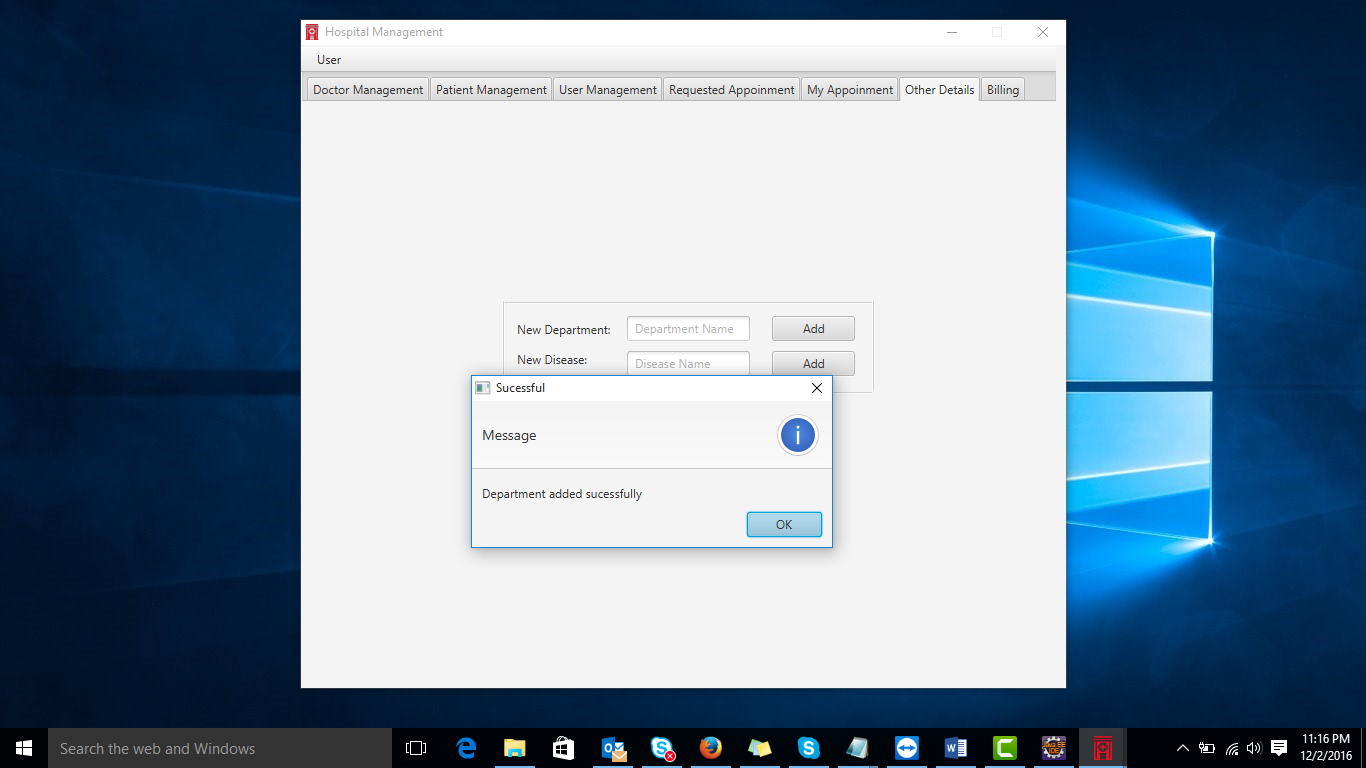 Hospital Management
User
Doctor Management Patient Management User Management Requested Appoinment My Appoinment Other Details Billing
New Department: Department Name Add
New Disease: Disease Name Add
Sucessful
Message
Department added sucessfully
OK
Search the web and Windows
11:16 PM
12/2/2016